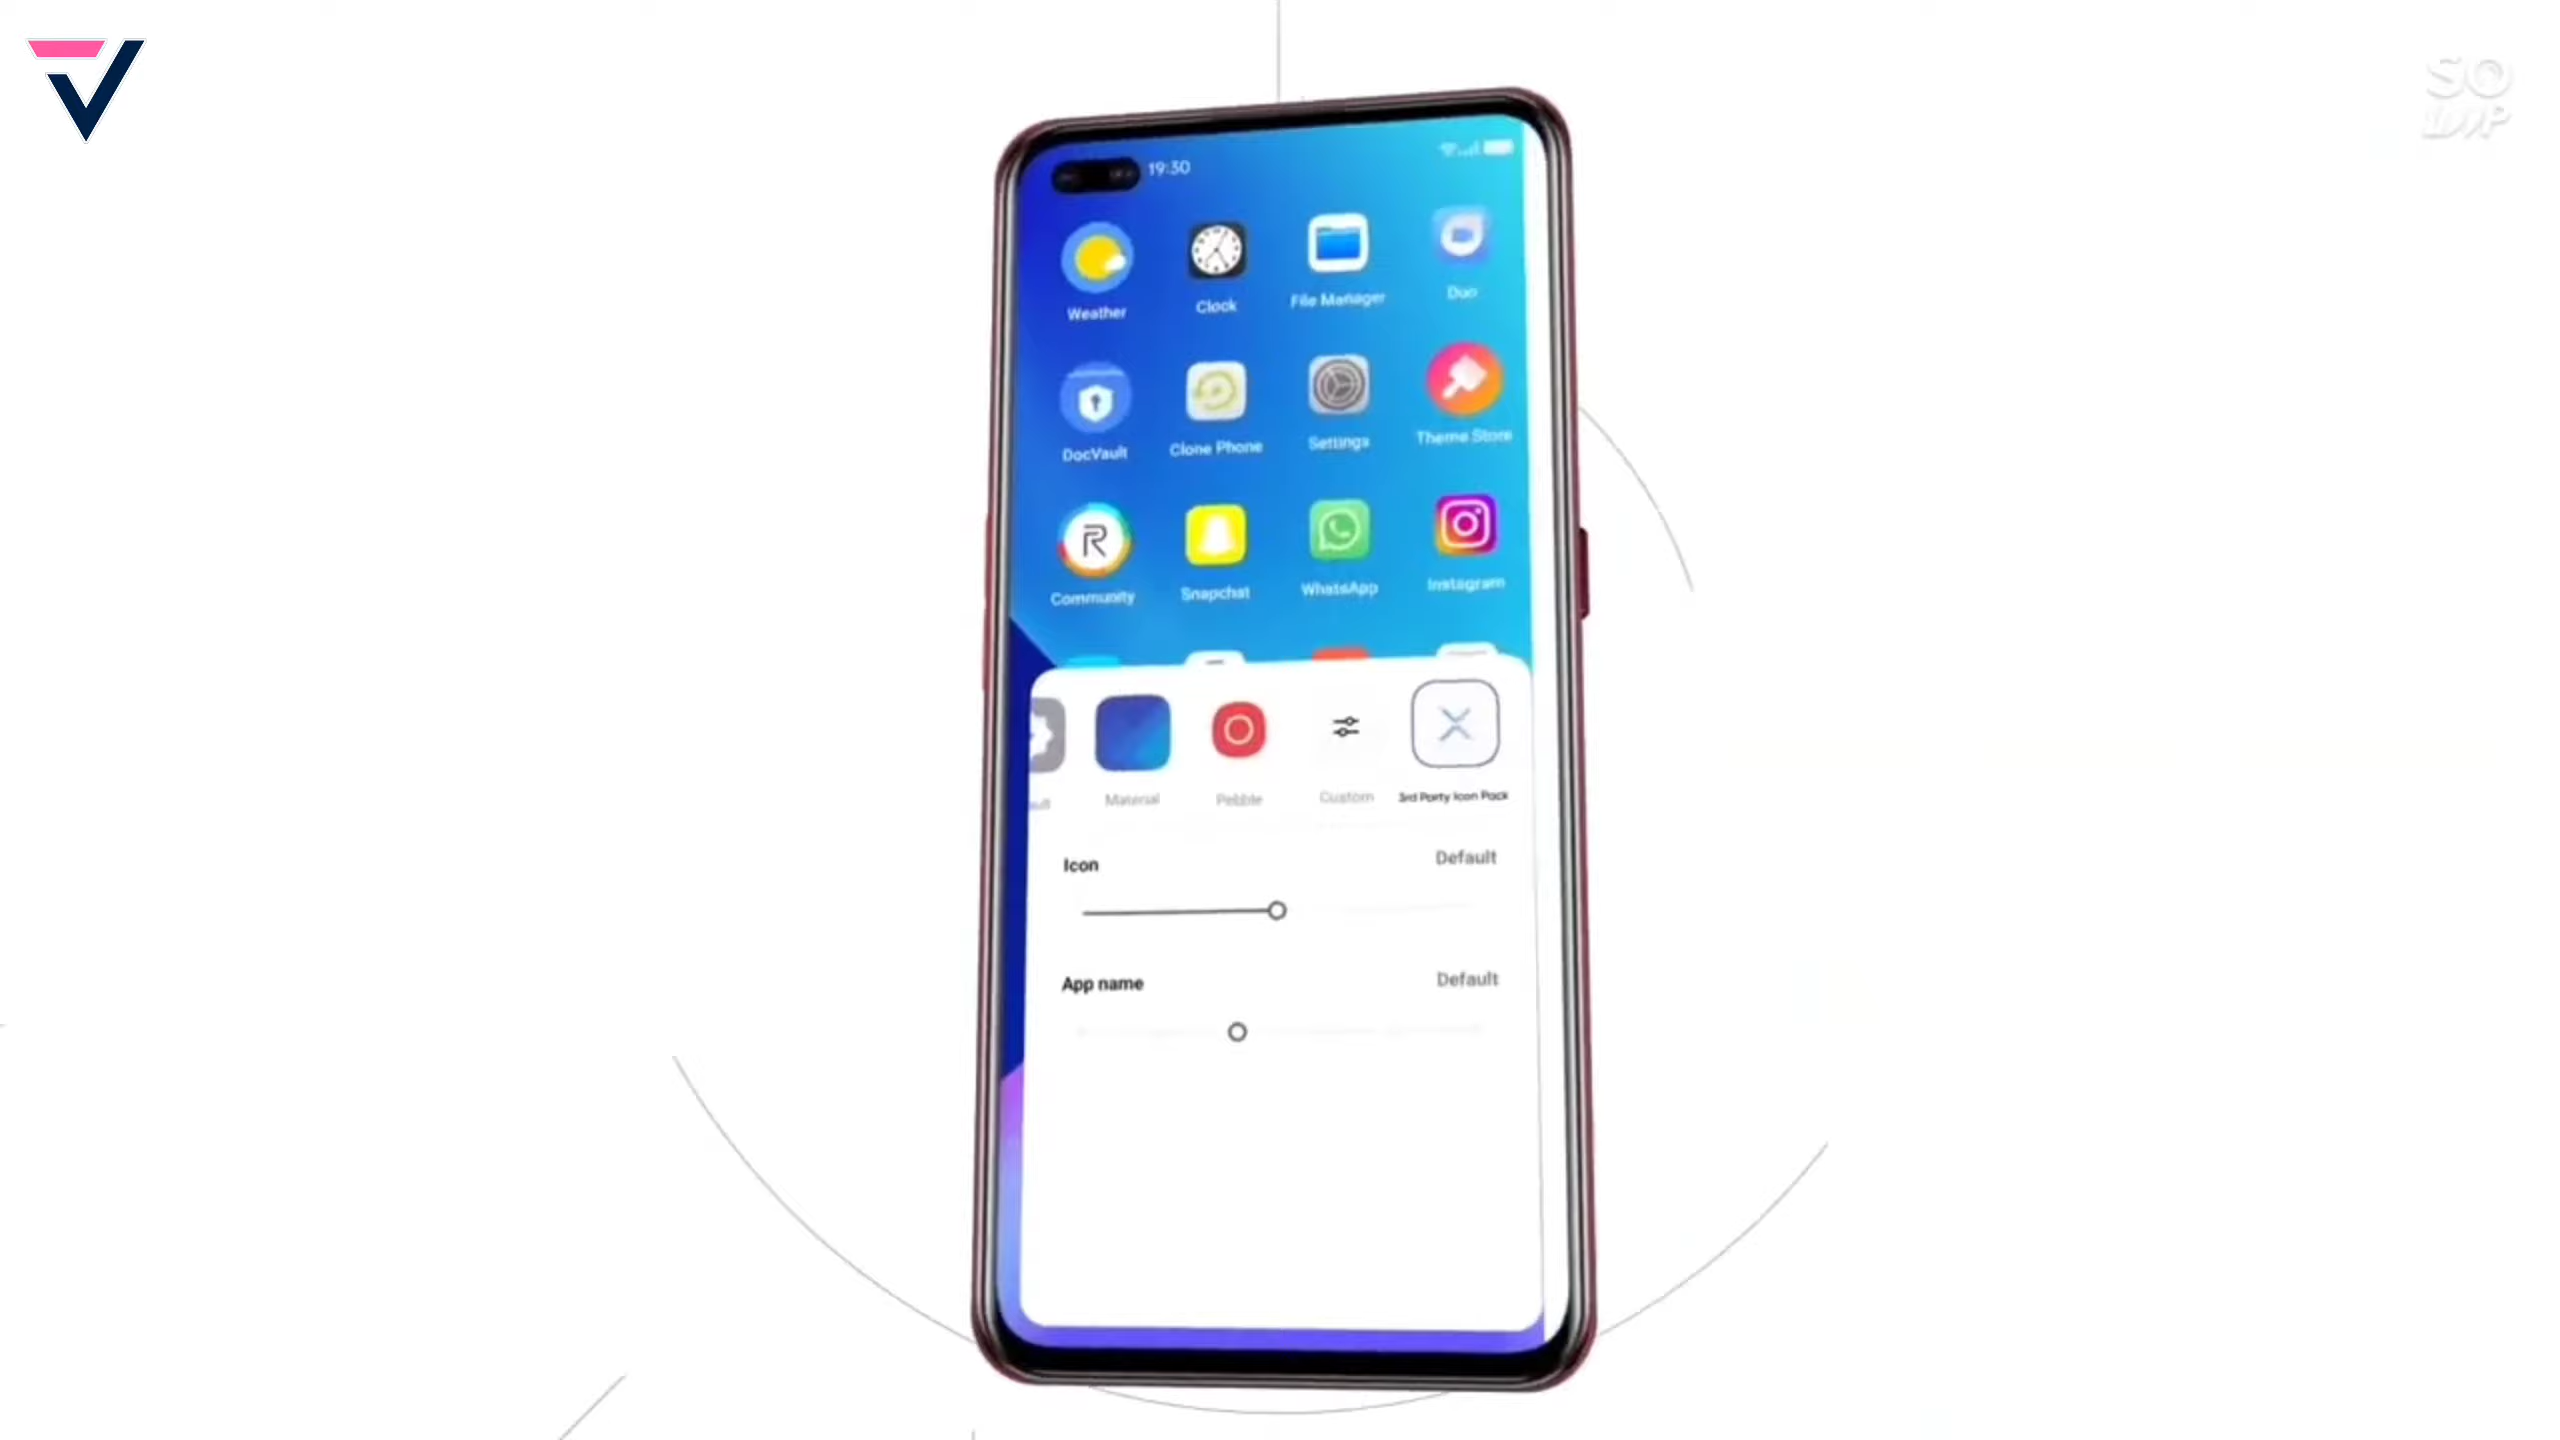 SO
19:30
Weather Clock File Manager Duo
DocVault Clone Phone Settings Theme Store
Community Snapchat WhatsApp Instagram
Material Pebble Custom 3rd Party Icon Pack
Icon Default
App name Default